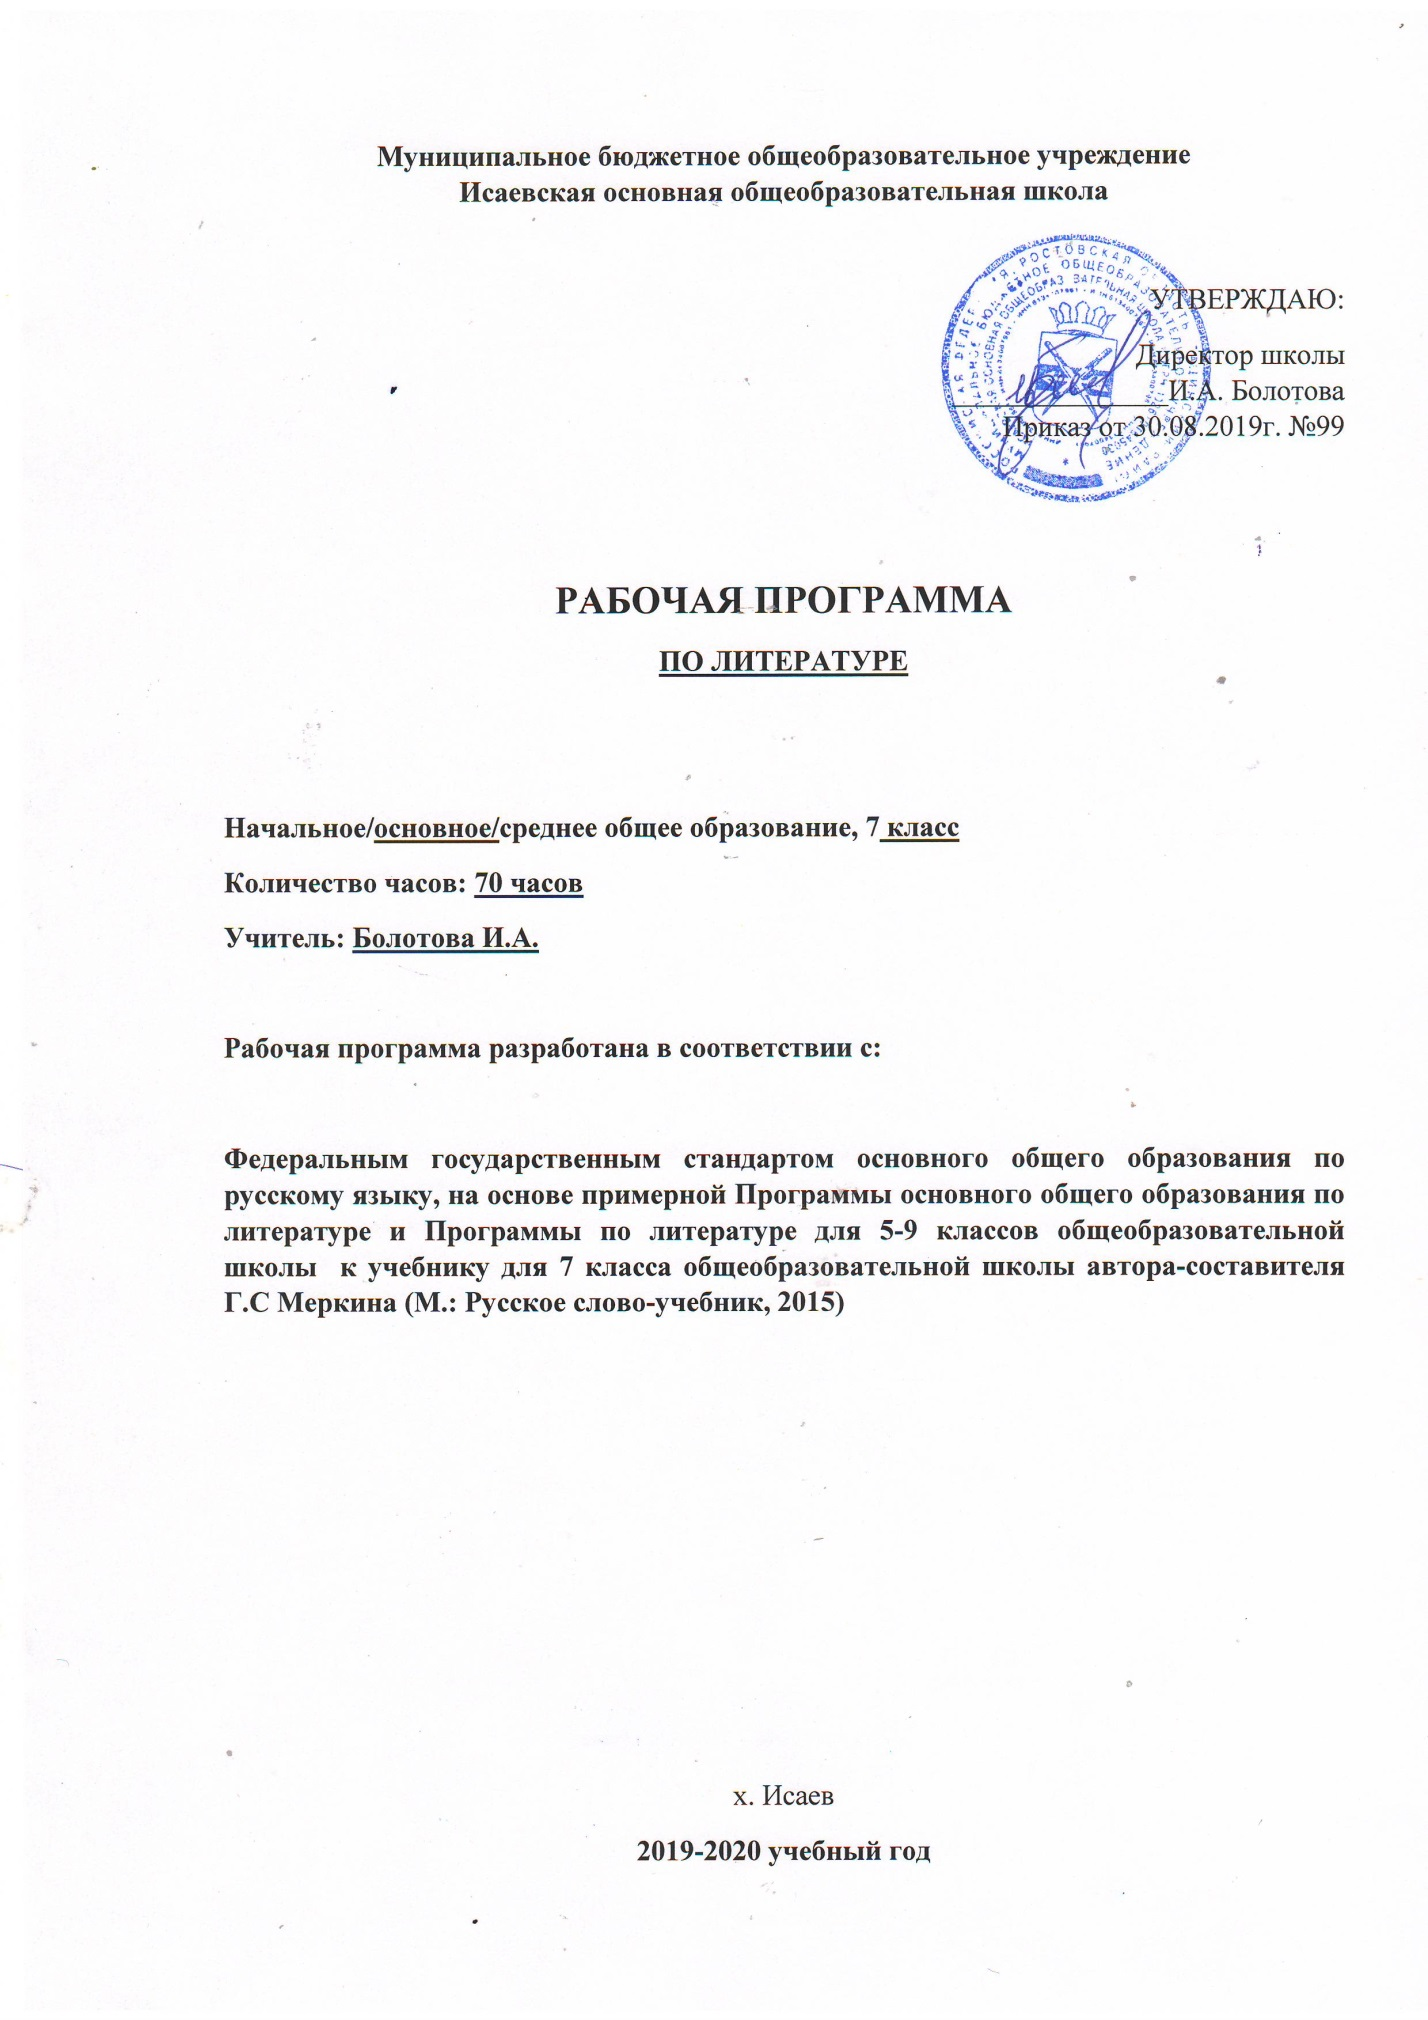 Муниципальное бюджетное общеобразовательное учреждение
Исаевская основная общеобразовательная школа
УТВЕРЖДАЮ:
Директор школы
И.А. Болотова
Приказ от 30.08.2019г. №99
РАБОЧАЯ ПРОГРАММА
ПО ЛИТЕРАТУРЕ
Начальное/основное/среднее общее образование, 7 класс
Количество часов: 70 часов
Учитель: Болотова И.А.
Рабочая программа разработана в соответствии с:
Федеральным государственным стандартом основного общего образования по
русскому языку, на основе примерной Программы основного общего образования по
литературе и Программы по литературе для 5-9 классов общеобразовательной
школы к учебнику для 7 класса общеобразовательной школы автора-составителя
Г.С Меркина (М.: Русское слово-учебник, 2015)
х. Исаев
2019-2020 учебный год